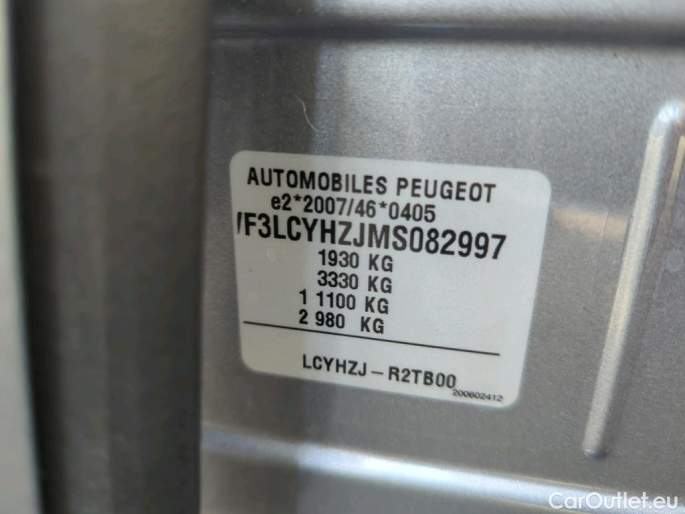 AUTOMOBILES PEUGEOT
e2*2007/46*0405
VF3LCYHZJMS082997
1930 KG
3330 KG
1 1100 KG
2 980 KG
LCYHZJ-R2TB00
200602412
CarOutlet.eu